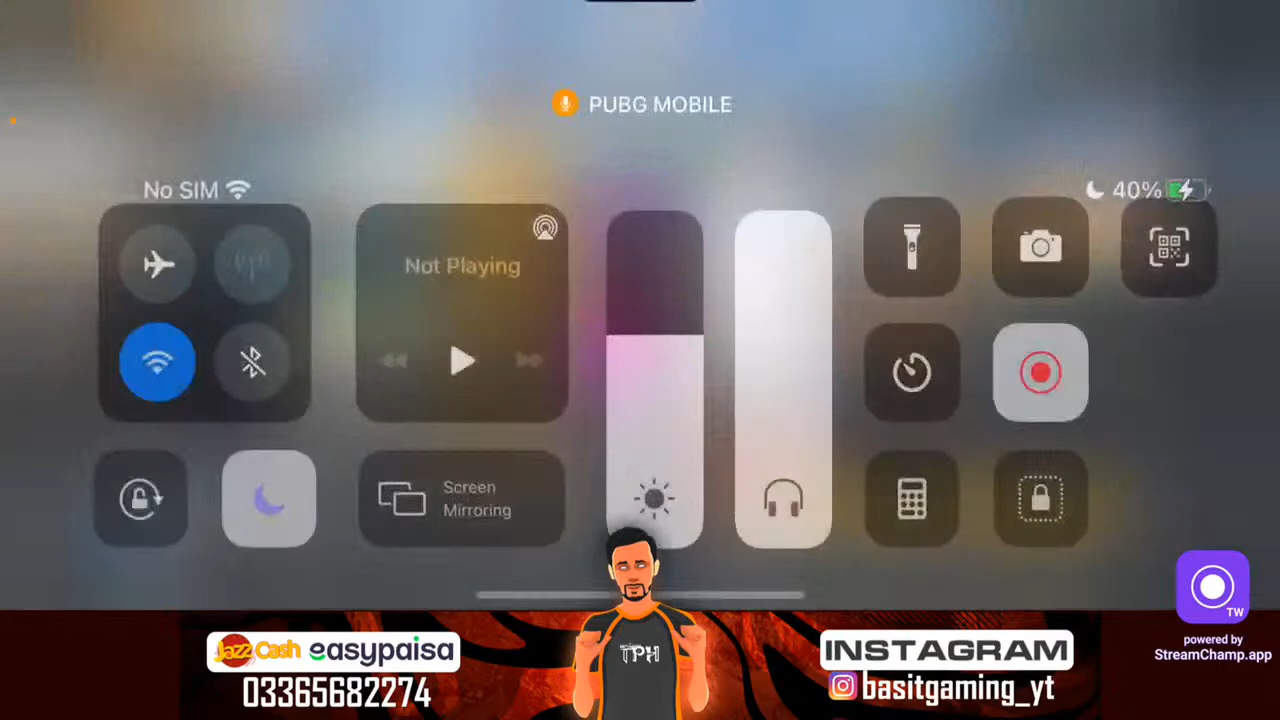 PUBG MOBILE
No SIM
40%
Not Playing
Screen
Mirroring
TW
powered by
StreamChamp.app
JazzCash easypaisa
03365682274
TPH
INSTAGRAM
basitgaming_yt